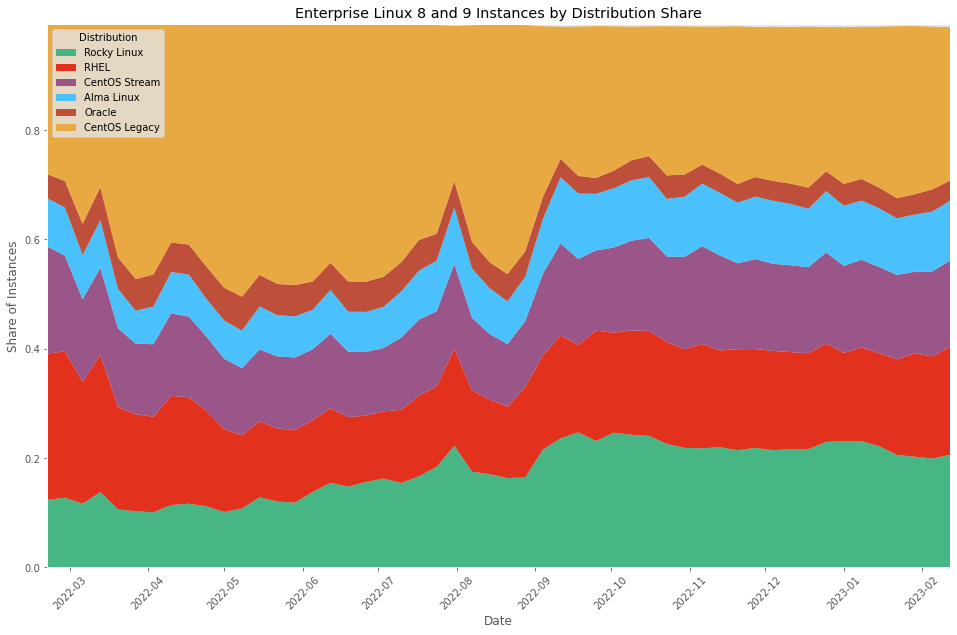 Enterprise Linux 8 and 9 Instances by Distribution Share
Distribution
Rocky Linux
RHEL
CentOS Stream
Alma Linux
Oracle
CentOS Legacy
0.8
0.6
0.4
0.2
0.0
Share of Instances
2022-03
2022-04
2022-05
2022-06
2022-07
2022-08
2022-09
2022-10
2022-11
2022-12
2023-01
2023-02
Date